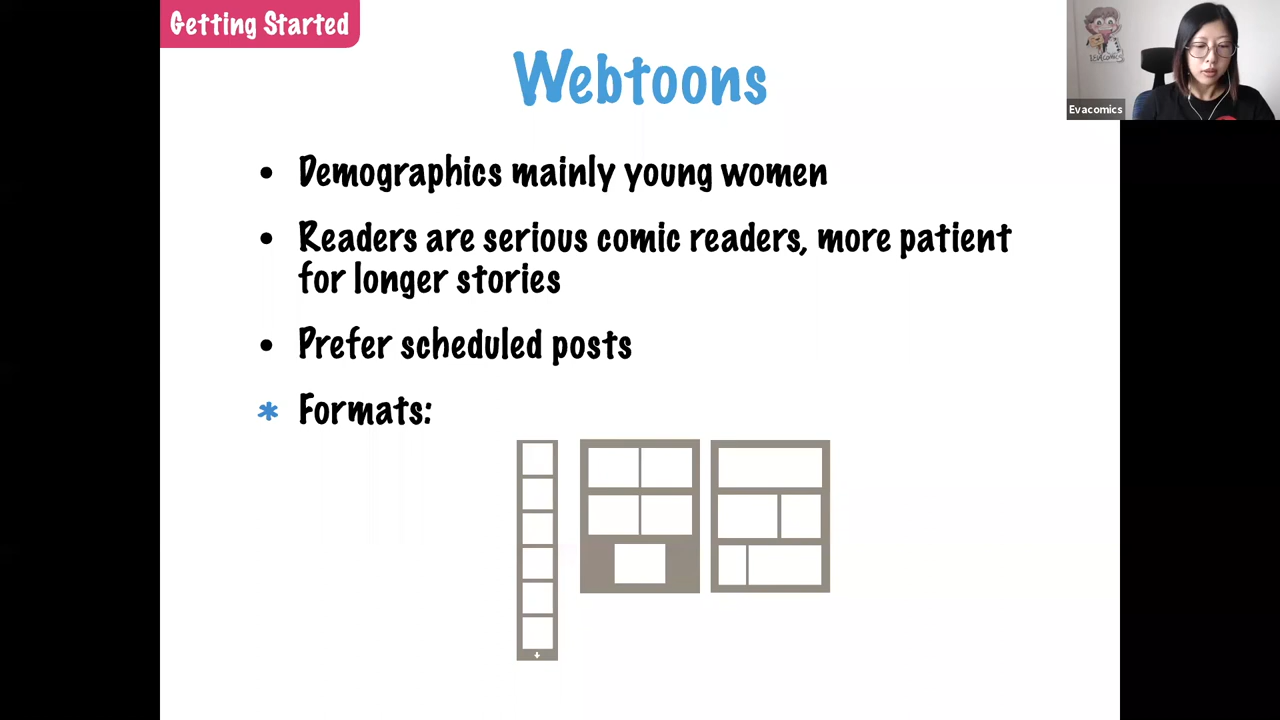 Getting Started
Webtoons
• Demographics mainly young women
• Readers are serious comic readers, more patient
for longer stories
• Prefer scheduled posts
* Formats:
EVACOMICS
Evacomics